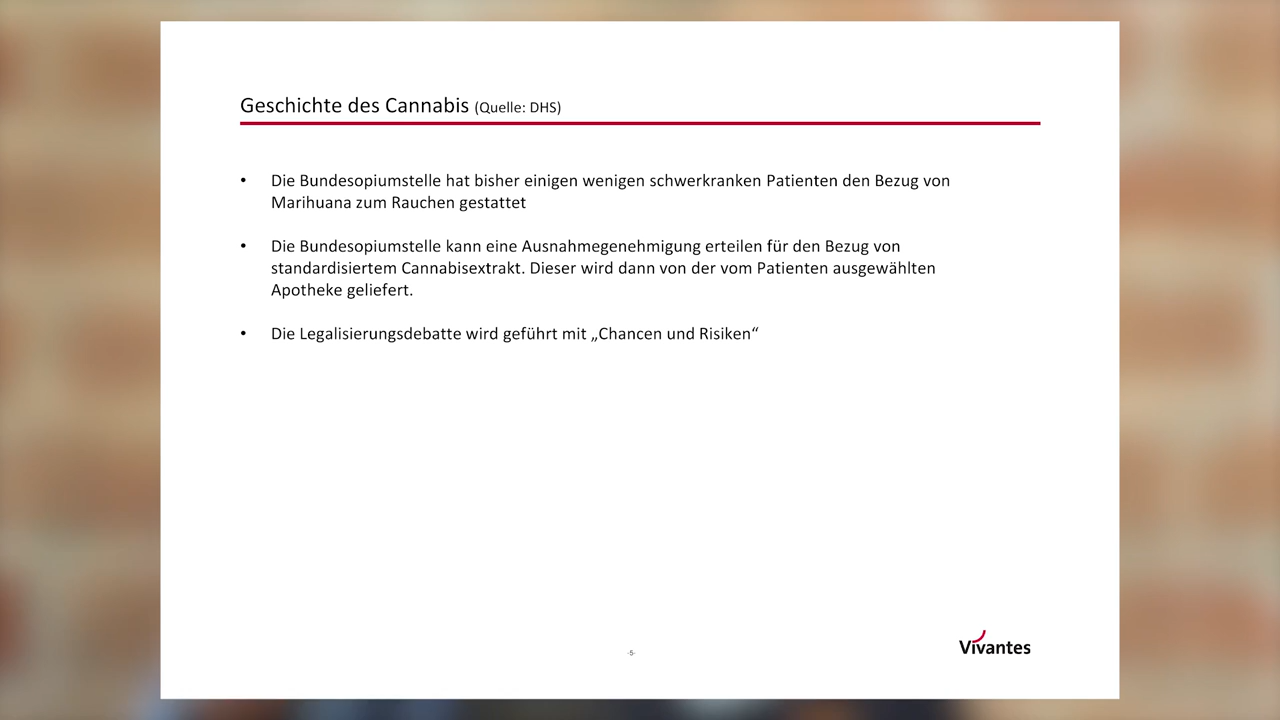 Geschichte des Cannabis (Quelle: DHS)
• Die Bundesopiumstelle hat bisher einigen wenigen schwerkranken Patienten den Bezug von
Marihuana zum Rauchen gestattet
• Die Bundesopiumstelle kann eine Ausnahmegenehmigung erteilen für den Bezug von
standardisiertem Cannabisextrakt. Dieser wird dann von der vom Patienten ausgewählten
Apotheke geliefert.
• Die Legalisierungsdebatte wird geführt mit „Chancen und Risiken“
-5-
Vivantes